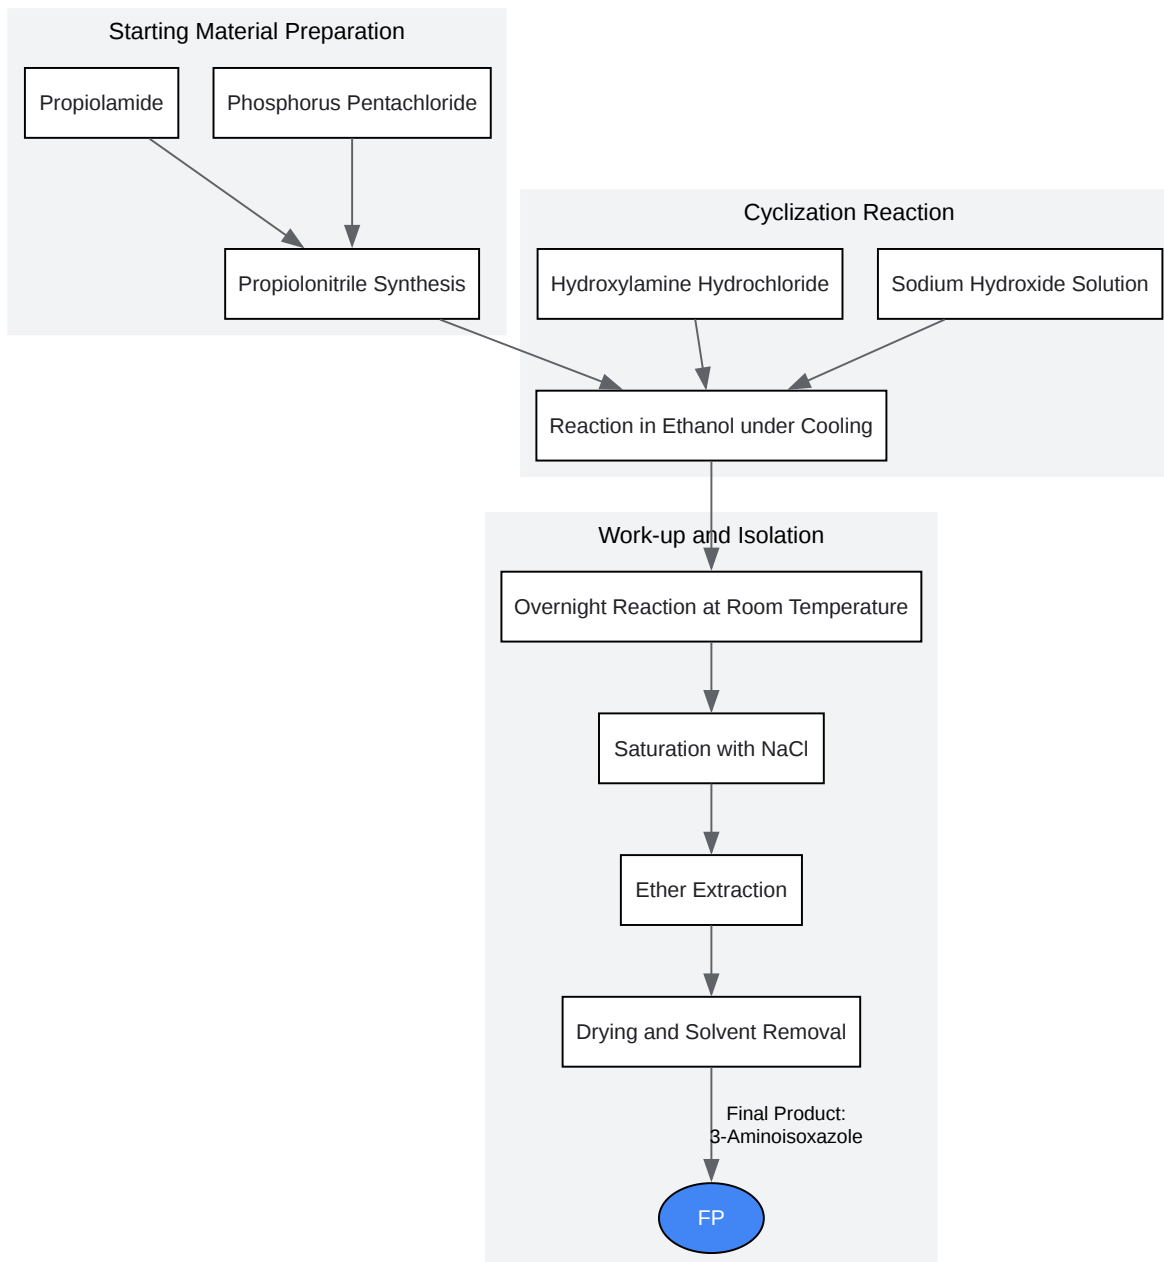 Starting Material Preparation
Propiolamide
Phosphorus Pentachloride
Propiolonitrile Synthesis
Cyclization Reaction
Hydroxylamine Hydrochloride
Sodium Hydroxide Solution
Reaction in Ethanol under Cooling
Work-up and Isolation
Overnight Reaction at Room Temperature
Saturation with NaCl
Ether Extraction
Drying and Solvent Removal
Final Product:
3-Aminoisoxazole
FP